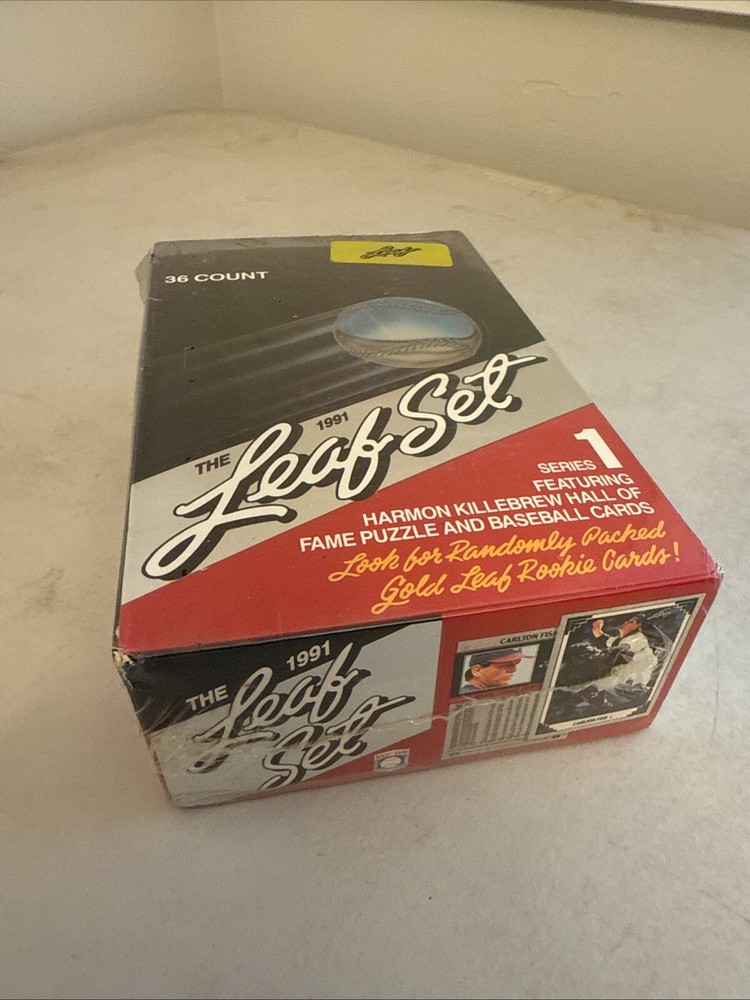 Leaf
36 COUNT
THE 1991 Leaf Set
SERIES 1
FEATURING
HARMON KILLEBREW HALL OF
FAME PUZZLE AND BASEBALL CARDS
Look for Randomly Packed
Gold Leaf Rookie Cards!
THE 1991
Leaf
Set
CARLTON FISK
CARLTON FISK C